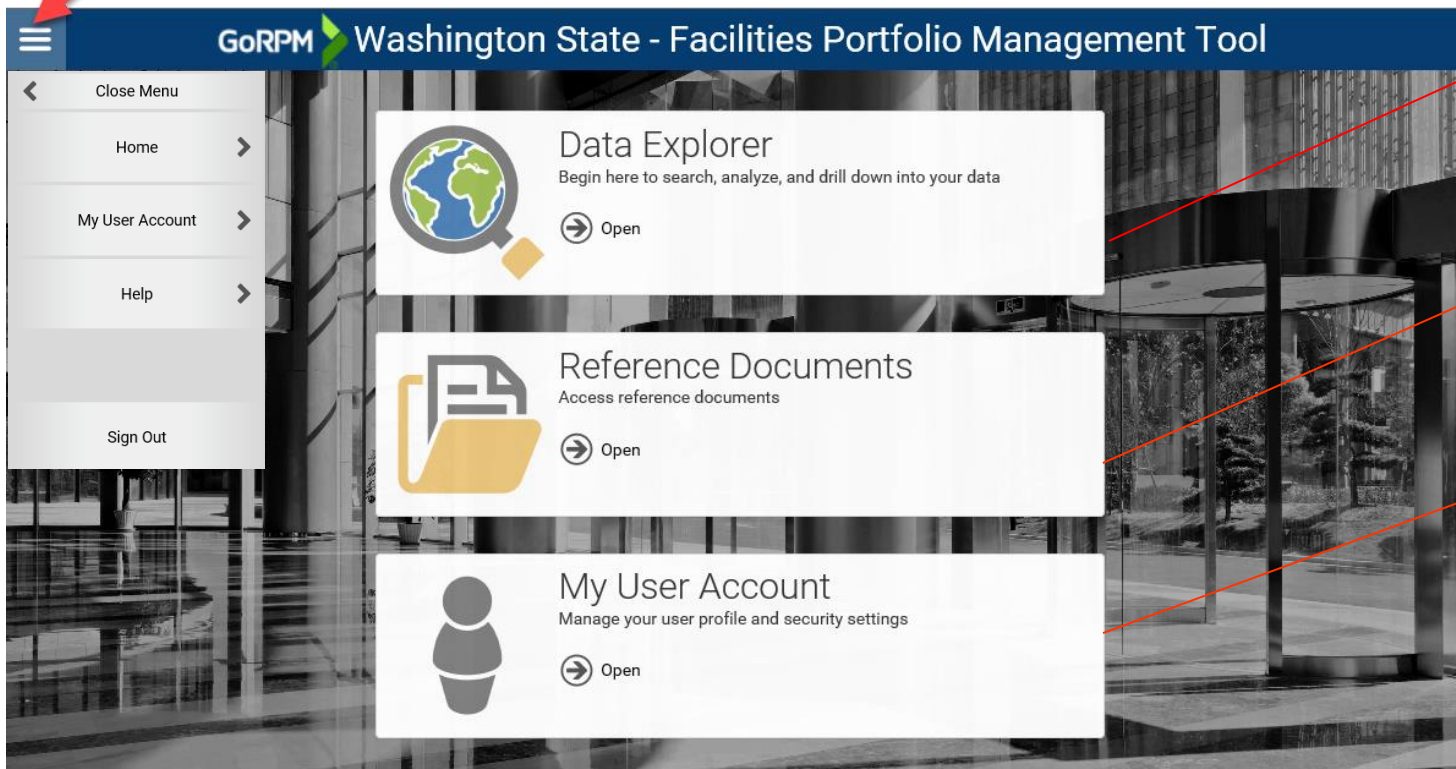 GoRPM Washington State - Facilities Portfolio Management Tool
Close Menu
Home
My User Account
Help
Sign Out
Data Explorer
Begin here to search, analyze, and drill down into your data
Open
Reference Documents
Access reference documents
Open
My User Account
Manage your user profile and security settings
Open